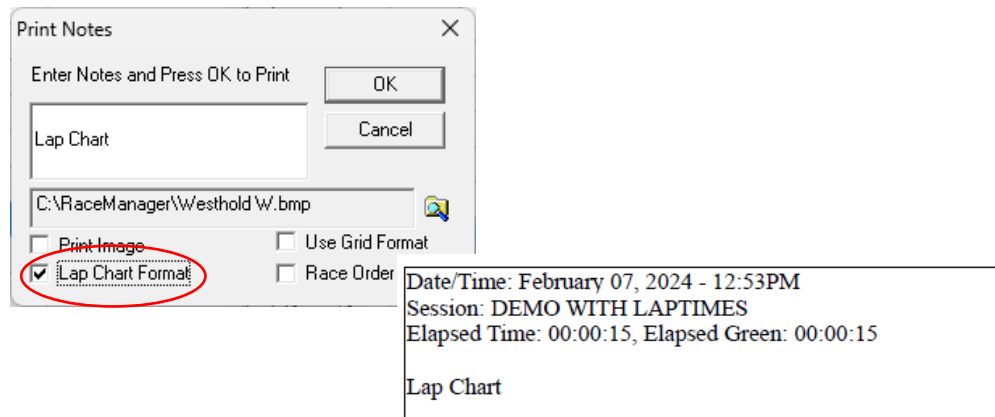 Print Notes
Enter Notes and Press OK to Print
OK
Lap Chart
Cancel
C:\RaceManager\Westhold W.bmp
Print Image
Use Grid Format
Lap Chart Format
Race Order
Date/Time: February 07, 2024 - 12:53PM
Session: DEMO WITH LAPTIMES
Elapsed Time: 00:00:15, Elapsed Green: 00:00:15
Lap Chart